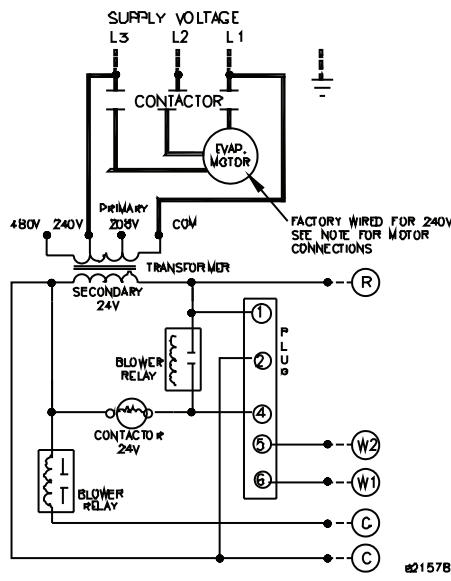 SUPPLY VOLTAGE
L3 L2 L1
CONTACTOR
EVAP.
MOTOR
PRIMARY
480V 240V 208V COM
FACTORY WIRED FOR 240V
SEE NOTE FOR MOTOR
CONNECTIONS
TRANSFORMER
SECONDARY
24V
R
1
PLUG
BLOWER
RELAY
2
4
CONTACTOR
24V
5
W2
6
W1
BLOWER
RELAY
G
C